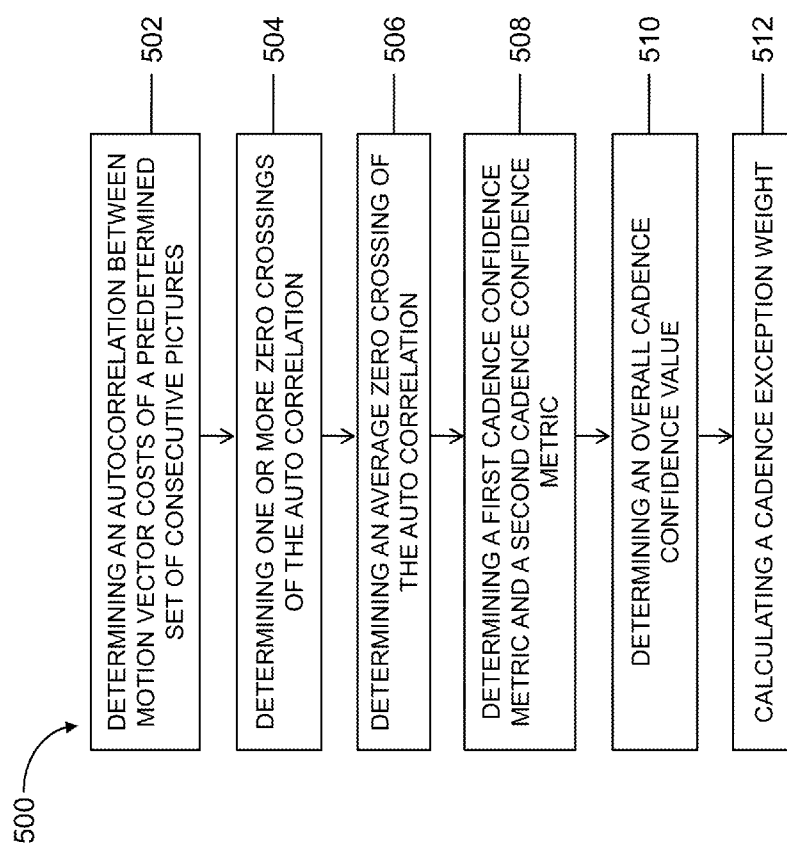 500
DETERMINING AN AUTOCORRELATION BETWEEN
MOTION VECTOR COSTS OF A PREDETERMINED
SET OF CONSECUTIVE PICTURES
502
DETERMINING ONE OR MORE ZERO CROSSINGS
OF THE AUTO CORRELATION
504
DETERMINING AN AVERAGE ZERO CROSSING OF
THE AUTO CORRELATION
506
DETERMINING A FIRST CADENCE CONFIDENCE
METRIC AND A SECOND CADENCE CONFIDENCE
METRIC
508
DETERMINING AN OVERALL CADENCE
CONFIDENCE VALUE
510
CALCULATING A CADENCE EXCEPTION WEIGHT
512